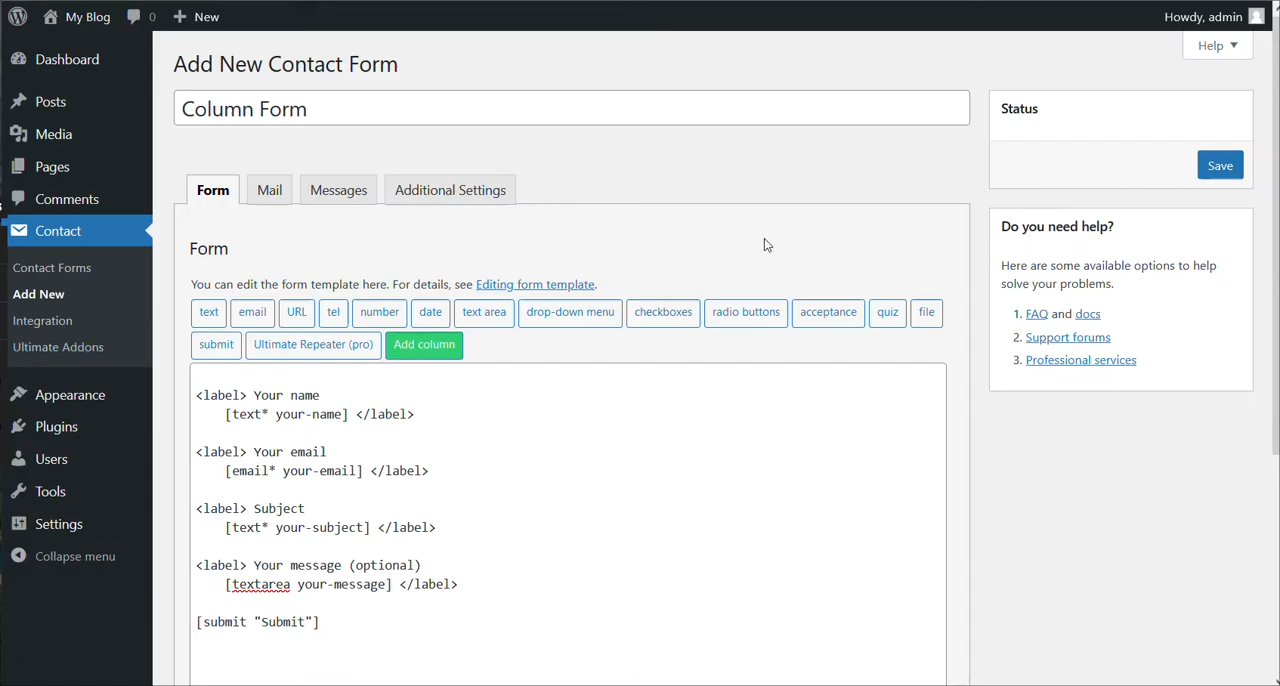 My Blog 0 New Howdy, admin
Help
Dashboard
Posts
Media
Pages
Comments
Contact
Contact Forms
Add New
Integration
Ultimate Addons
Appearance
Plugins
Users
Tools
Settings
Collapse menu
Add New Contact Form
Column Form
Form Mail Messages Additional Settings
Form
You can edit the form template here. For details, see Editing form template.
text email URL tel number date text area drop-down menu checkboxes radio buttons acceptance quiz file
submit Ultimate Repeater (pro) Add column
<label> Your name
[text* your-name] </label>
<label> Your email
[email* your-email] </label>
<label> Subject
[text* your-subject] </label>
<label> Your message (optional)
[textarea your-message] </label>
[submit "Submit"]
Status
Save
Do you need help?
Here are some available options to help
solve your problems.
1. FAQ and docs
2. Support forums
3. Professional services